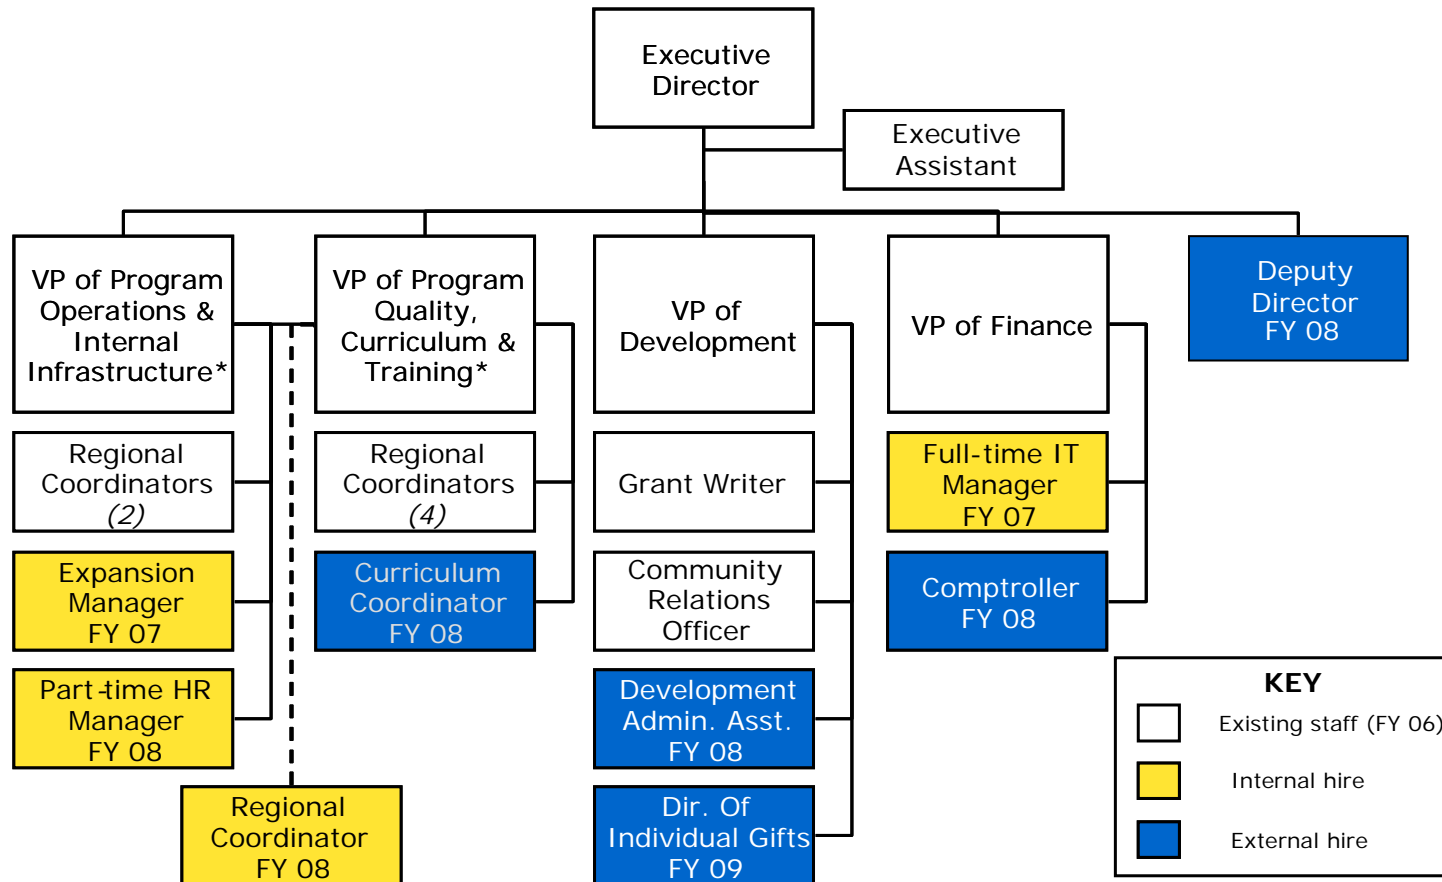 Executive
Director
Executive
Assistant
VP of Program
Operations &
Internal
Infrastructure*
VP of Program
Quality,
Curriculum &
Training*
VP of
Development
VP of Finance
Deputy
Director
FY 08
Regional
Coordinators
(2)
Regional
Coordinators
(4)
Grant Writer
Full-time IT
Manager
FY 07
Expansion
Manager
FY 07
Curriculum
Coordinator
FY 08
Community
Relations
Officer
Comptroller
FY 08
Part-time HR
Manager
FY 08
Development
Admin. Asst.
FY 08
Regional
Coordinator
FY 08
Dir. Of
Individual Gifts
FY 09
KEY
Existing staff (FY 06)
Internal hire
External hire